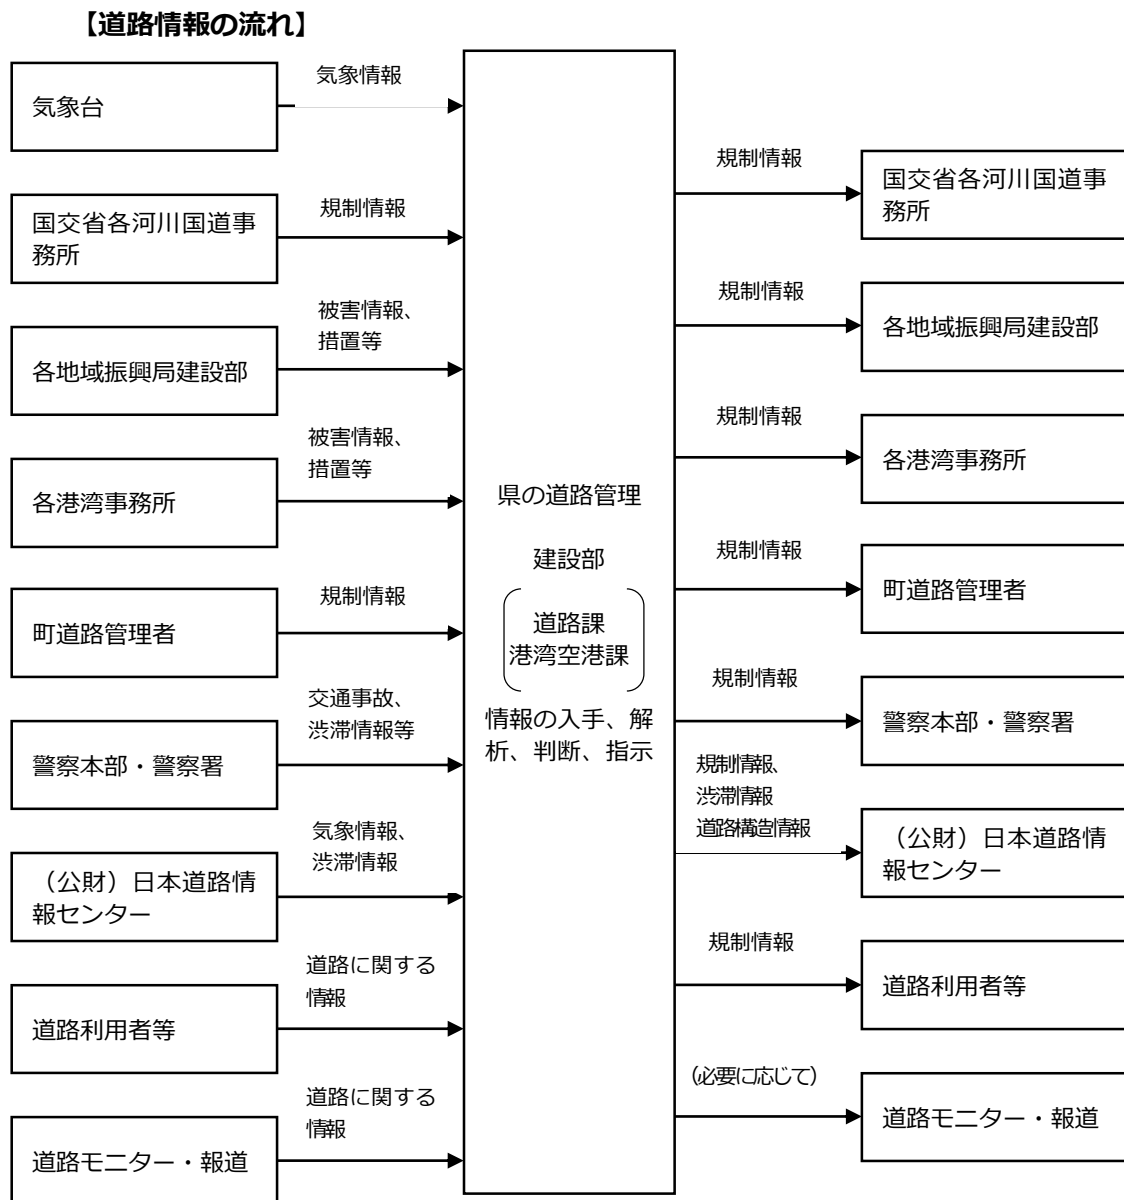 【道路情報の流れ】
気象台
気象情報
国交省各河川国道事
務所
規制情報
各地域振興局建設部
被害情報、
措置等
各港湾事務所
被害情報、
措置等
町道路管理者
規制情報
警察本部・警察署
交通事故、
渋滞情報等
（公財）日本道路情
報センター
気象情報、
渋滞情報
道路利用者等
道路に関する
情報
道路モニター・報道
道路に関する
情報
県の道路管理
建設部
道路課
港湾空港課
情報の入手、解
析、判断、指示
規制情報
国交省各河川国道事
務所
規制情報
各地域振興局建設部
規制情報
各港湾事務所
規制情報
町道路管理者
規制情報
警察本部・警察署
規制情報、
渋滞情報
道路構造情報
（公財）日本道路情
報センター
規制情報
道路利用者等
（必要に応じて）
道路モニター・報道